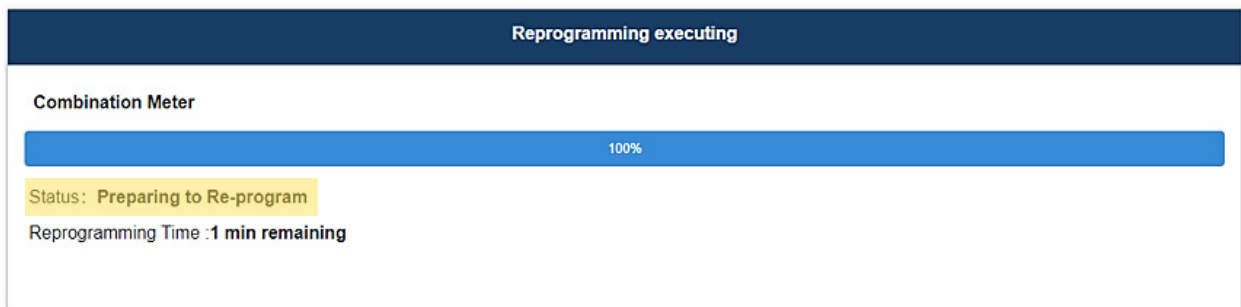 Reprogramming executing
Combination Meter
100%
Status: Preparing to Re-program
Reprogramming Time :1 min remaining